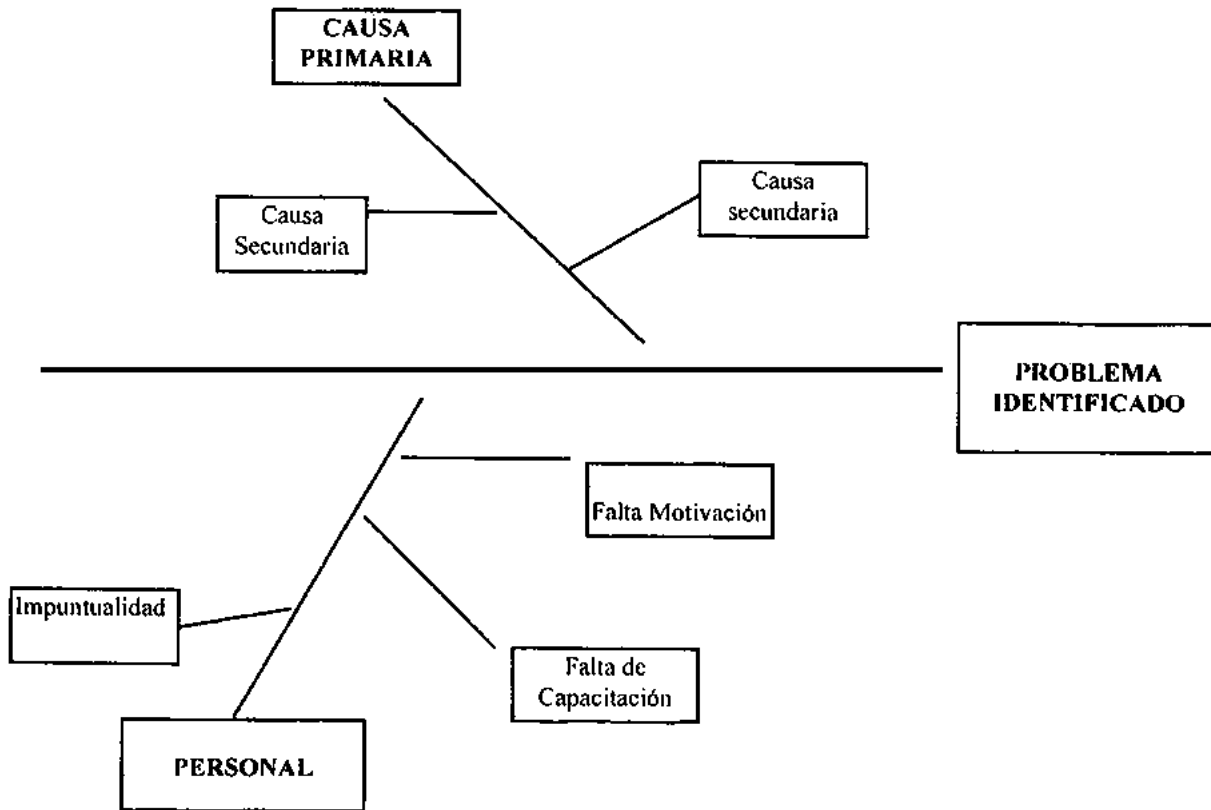 CAUSA
PRIMARIA
Causa
secundaria
Causa
Secundaria
PROBLEMA
IDENTIFICADO
Falta Motivación
Impuntualidad
Falta de
Capacitación
PERSONAL